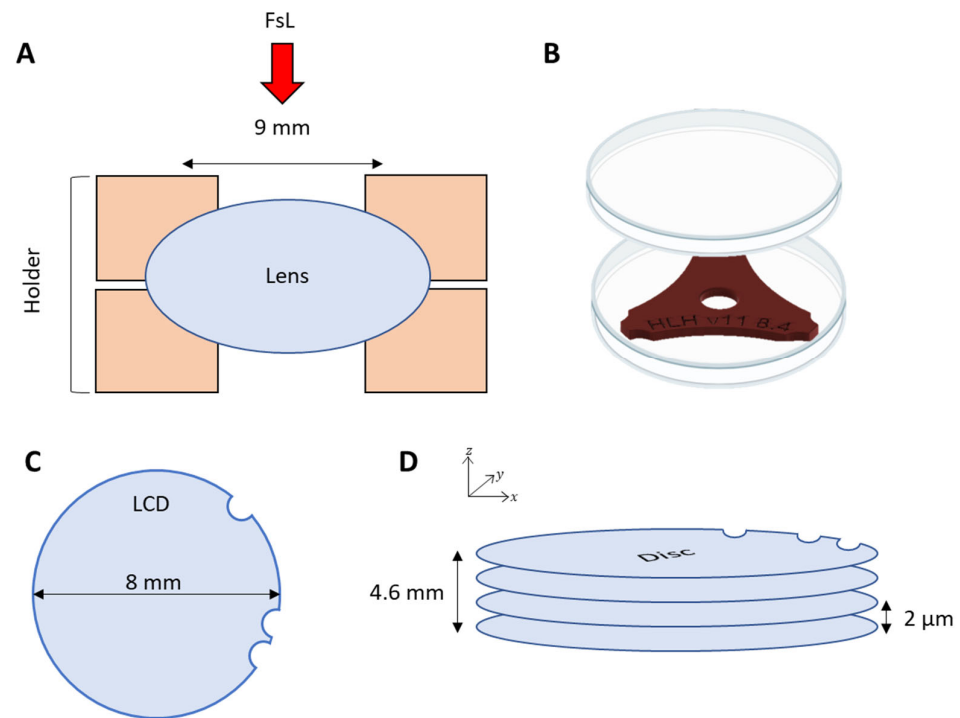 A
FsL
9 mm
Holder
Lens
B
HLH v11 8.4
C
LCD
8 mm
D
z
y
x
Disc
4.6 mm
2 µm